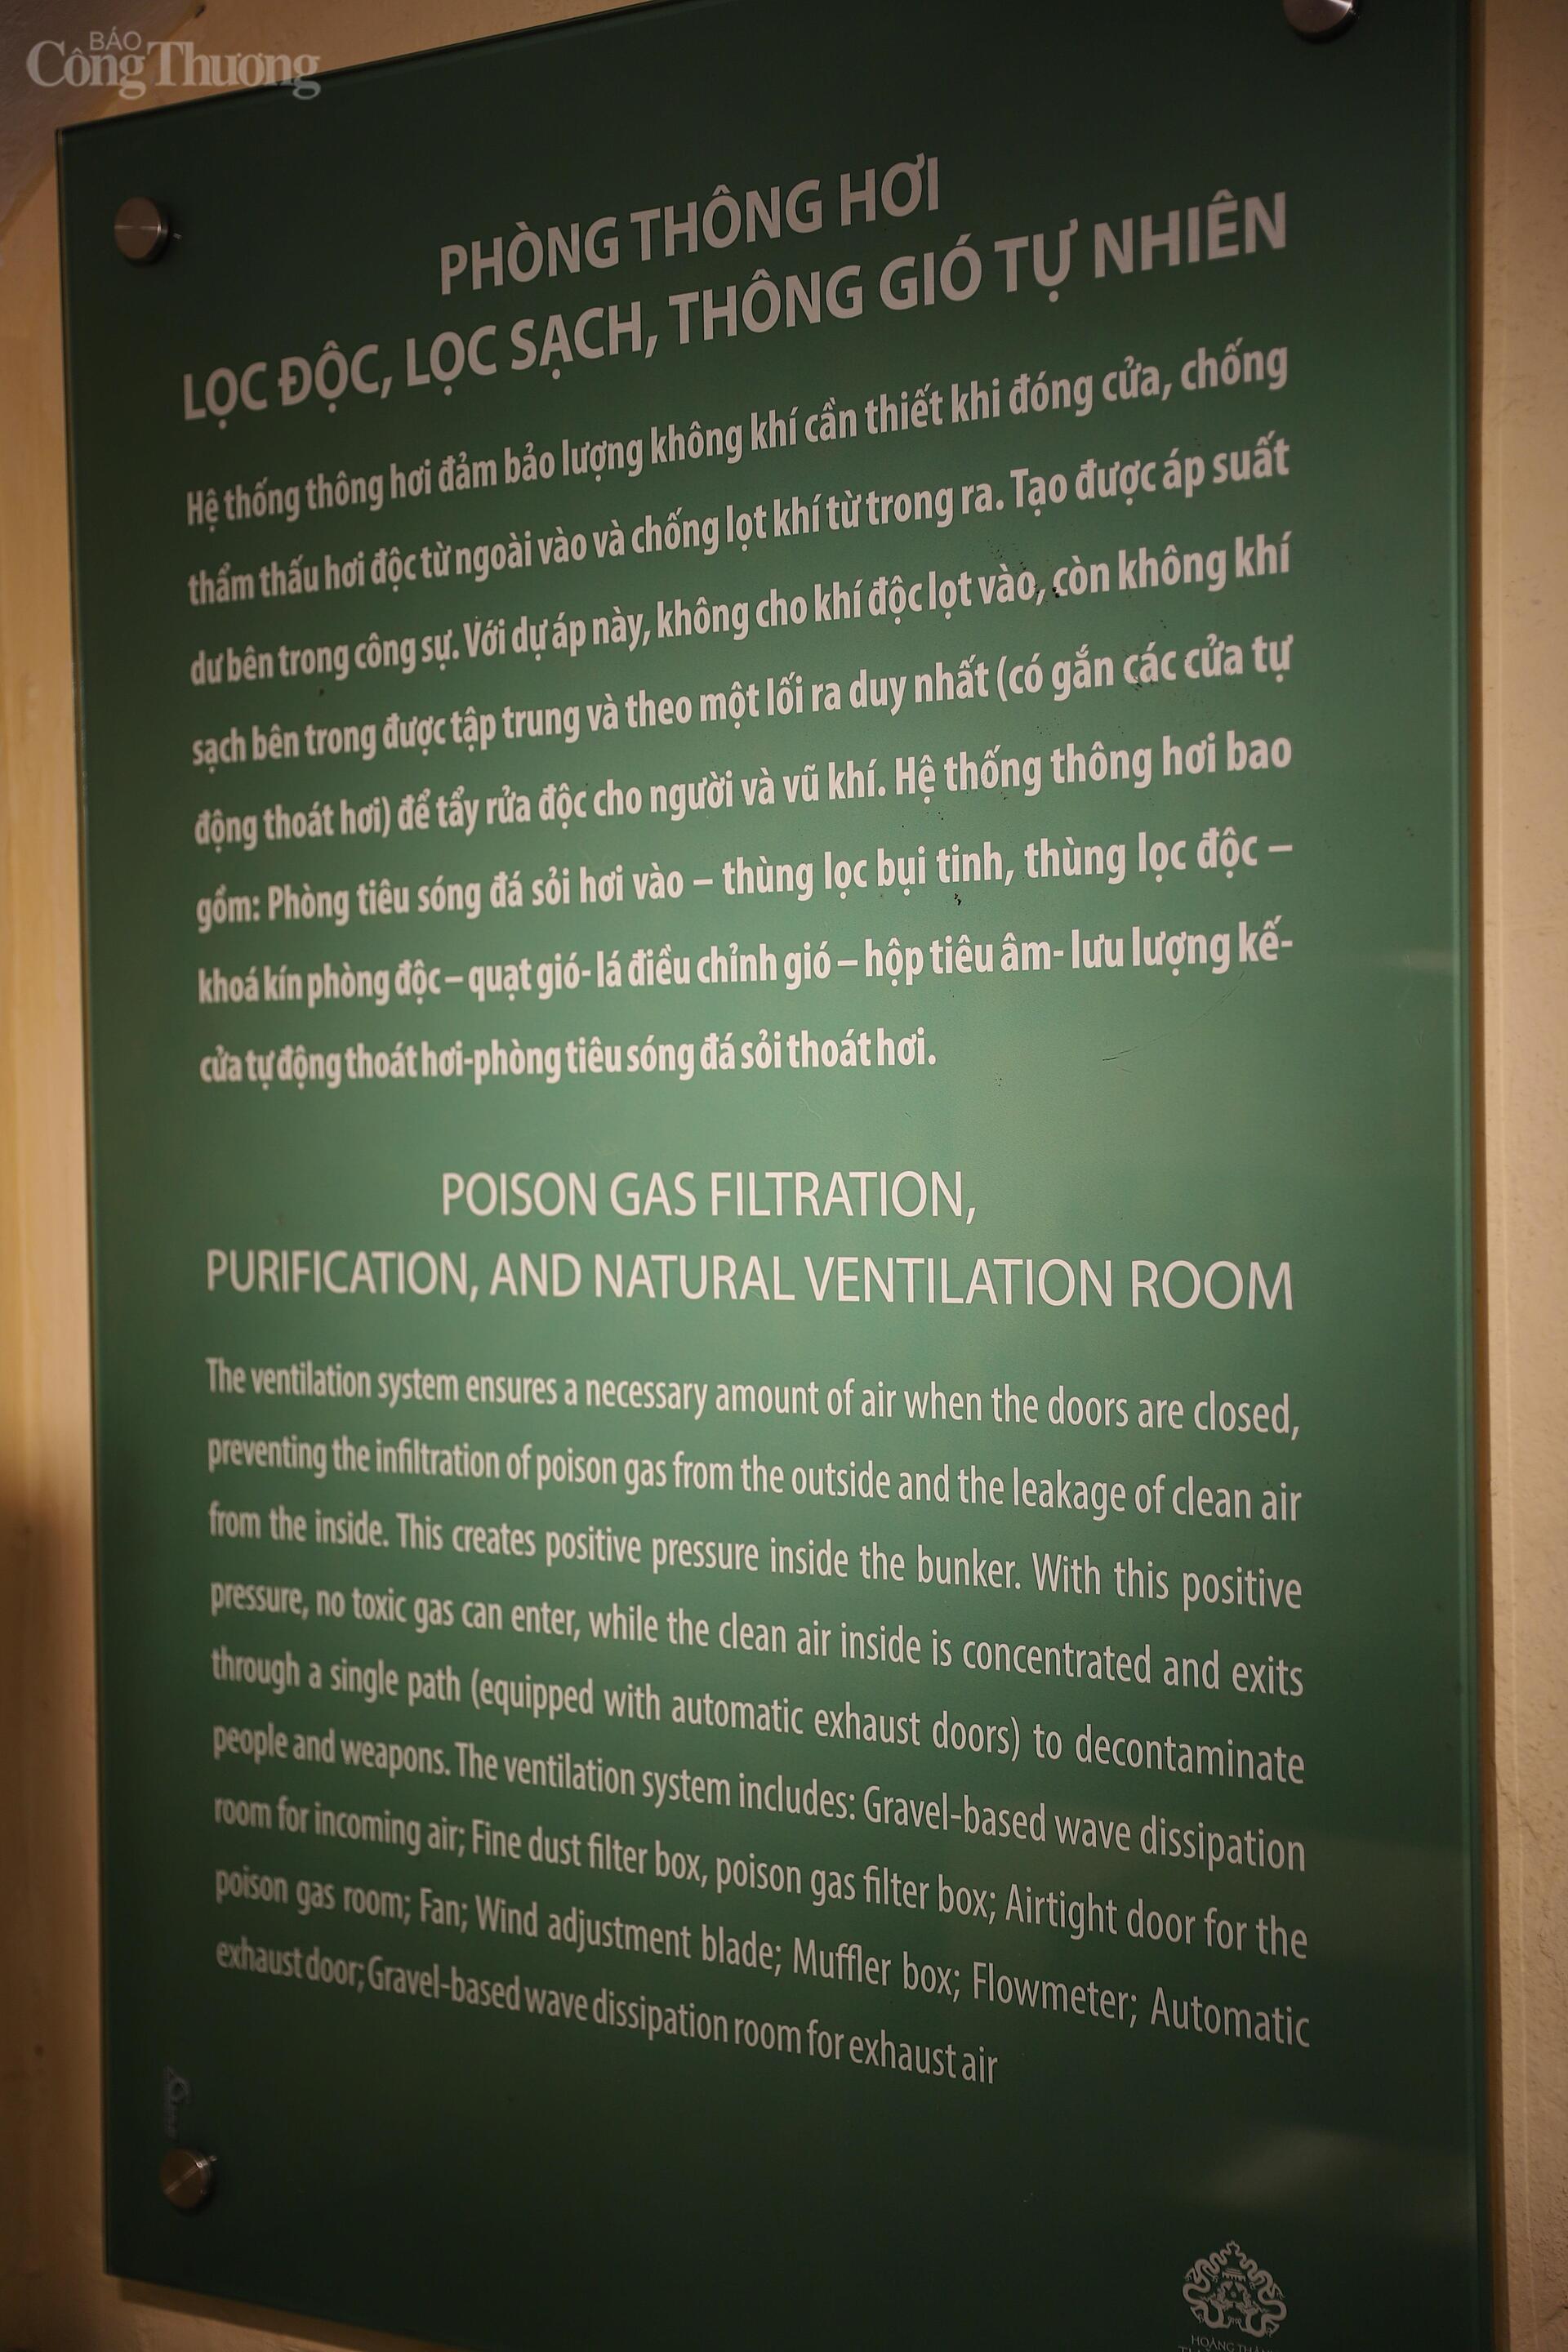 BÁO
Công Thương
PHÒNG THÔNG HƠI
LỌC ĐỘC, LỌC SẠCH, THÔNG GIÓ TỰ NHIÊN
Hệ thống thông hơi đảm bảo lượng không khí cần thiết khi đóng cửa, chống
thẩm thấu hơi độc từ ngoài vào và chống lọt khí từ trong ra. Tạo được áp suất
dư bên trong công sự. Với dự áp này, không cho khí độc lọt vào, còn không khí
sạch bên trong được tập trung và theo một lối ra duy nhất (có gắn các cửa tự
động thoát hơi) để tẩy rửa độc cho người và vũ khí. Hệ thống thông hơi bao
gồm: Phòng tiêu sóng đá sỏi hơi vào – thùng lọc bụi tinh, thùng lọc độc –
khoá kín phòng độc – quạt gió- lá điều chỉnh gió – hộp tiêu âm- lưu lượng kế-
cửa tự động thoát hơi-phòng tiêu sóng đá sỏi thoát hơi.
POISON GAS FILTRATION,
PURIFICATION, AND NATURAL VENTILATION ROOM
The ventilation system ensures a necessary amount of air when the doors are closed,
preventing the infiltration of poison gas from the outside and the leakage of clean air
from the inside. This creates positive pressure inside the bunker. With this positive
pressure, no toxic gas can enter, while the clean air inside is concentrated and exits
through a single path (equipped with automatic exhaust doors) to decontaminate
people and weapons. The ventilation system includes: Gravel-based wave dissipation
room for incoming air; Fine dust filter box, poison gas filter box; Airtight door for the
poison gas room; Fan; Wind adjustment blade; Muffler box; Flowmeter; Automatic
exhaust door; Gravel-based wave dissipation room for exhaust air
HOÀNG THÀNH